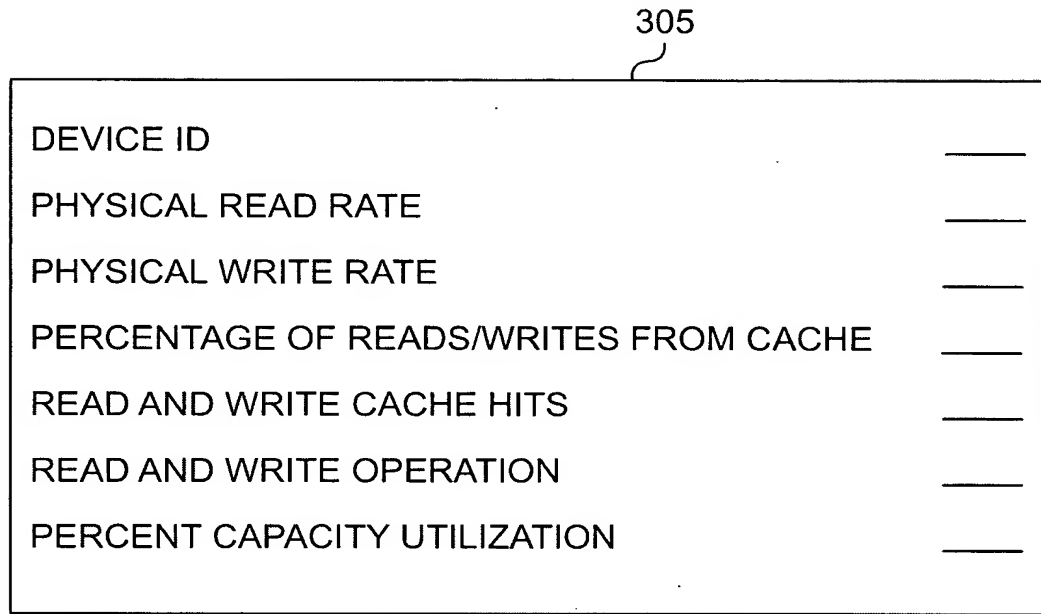 305
DEVICE ID
PHYSICAL READ RATE
PHYSICAL WRITE RATE
PERCENTAGE OF READS/WRITES FROM CACHE
READ AND WRITE CACHE HITS
READ AND WRITE OPERATION
PERCENT CAPACITY UTILIZATION